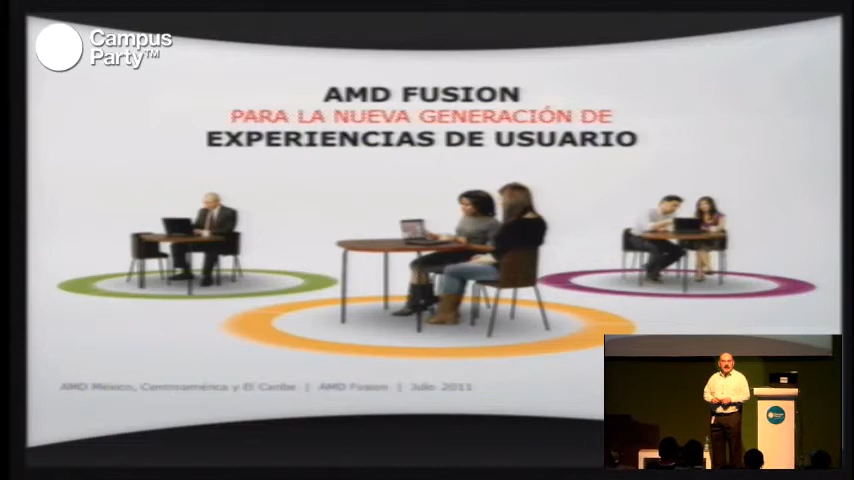 Campus
Party™
AMD FUSION
PARA LA NUEVA GENERACIÓN DE
EXPERIENCIAS DE USUARIO
AMD México, Centroamérica y El Caribe | AMD Fusion | Julio 2011